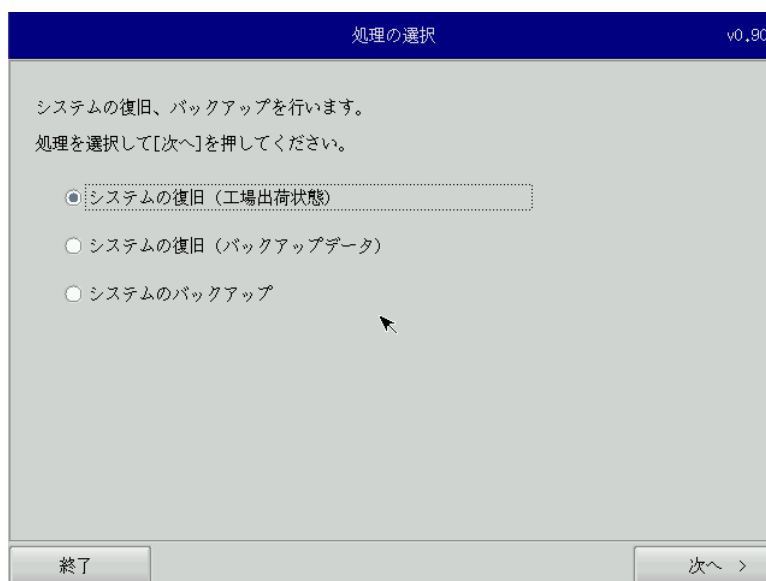 処理の選択
v0.90
システムの復旧、バックアップを行います。
処理を選択して[次へ]を押してください。
システムの復旧（工場出荷状態）
システムの復旧（バックアップデータ）
システムのバックアップ
終了
次へ >